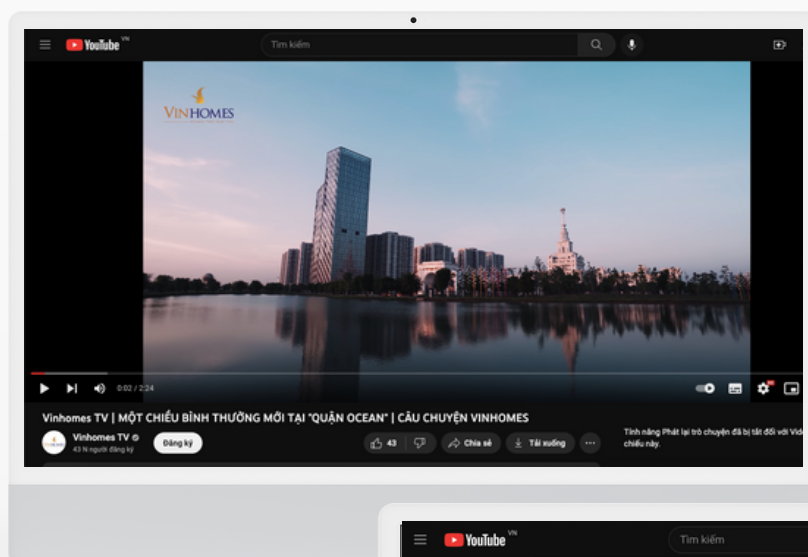 YouTube VN
Tìm kiếm
VINHOMES
0:02 / 2:24
Vinhomes TV | MỘT CHIỀU BÌNH THƯỜNG MỚI TẠI "QUẬN OCEAN" | CÂU CHUYỆN VINHOMES
Vinhomes TV
43 N người đăng ký
Đăng ký
43
Chia sẻ
Tải xuống
Tính năng Phát lại trò chuyện đã bị tắt đối với Vide
chiếu này.
YouTube VN
Tìm kiếm